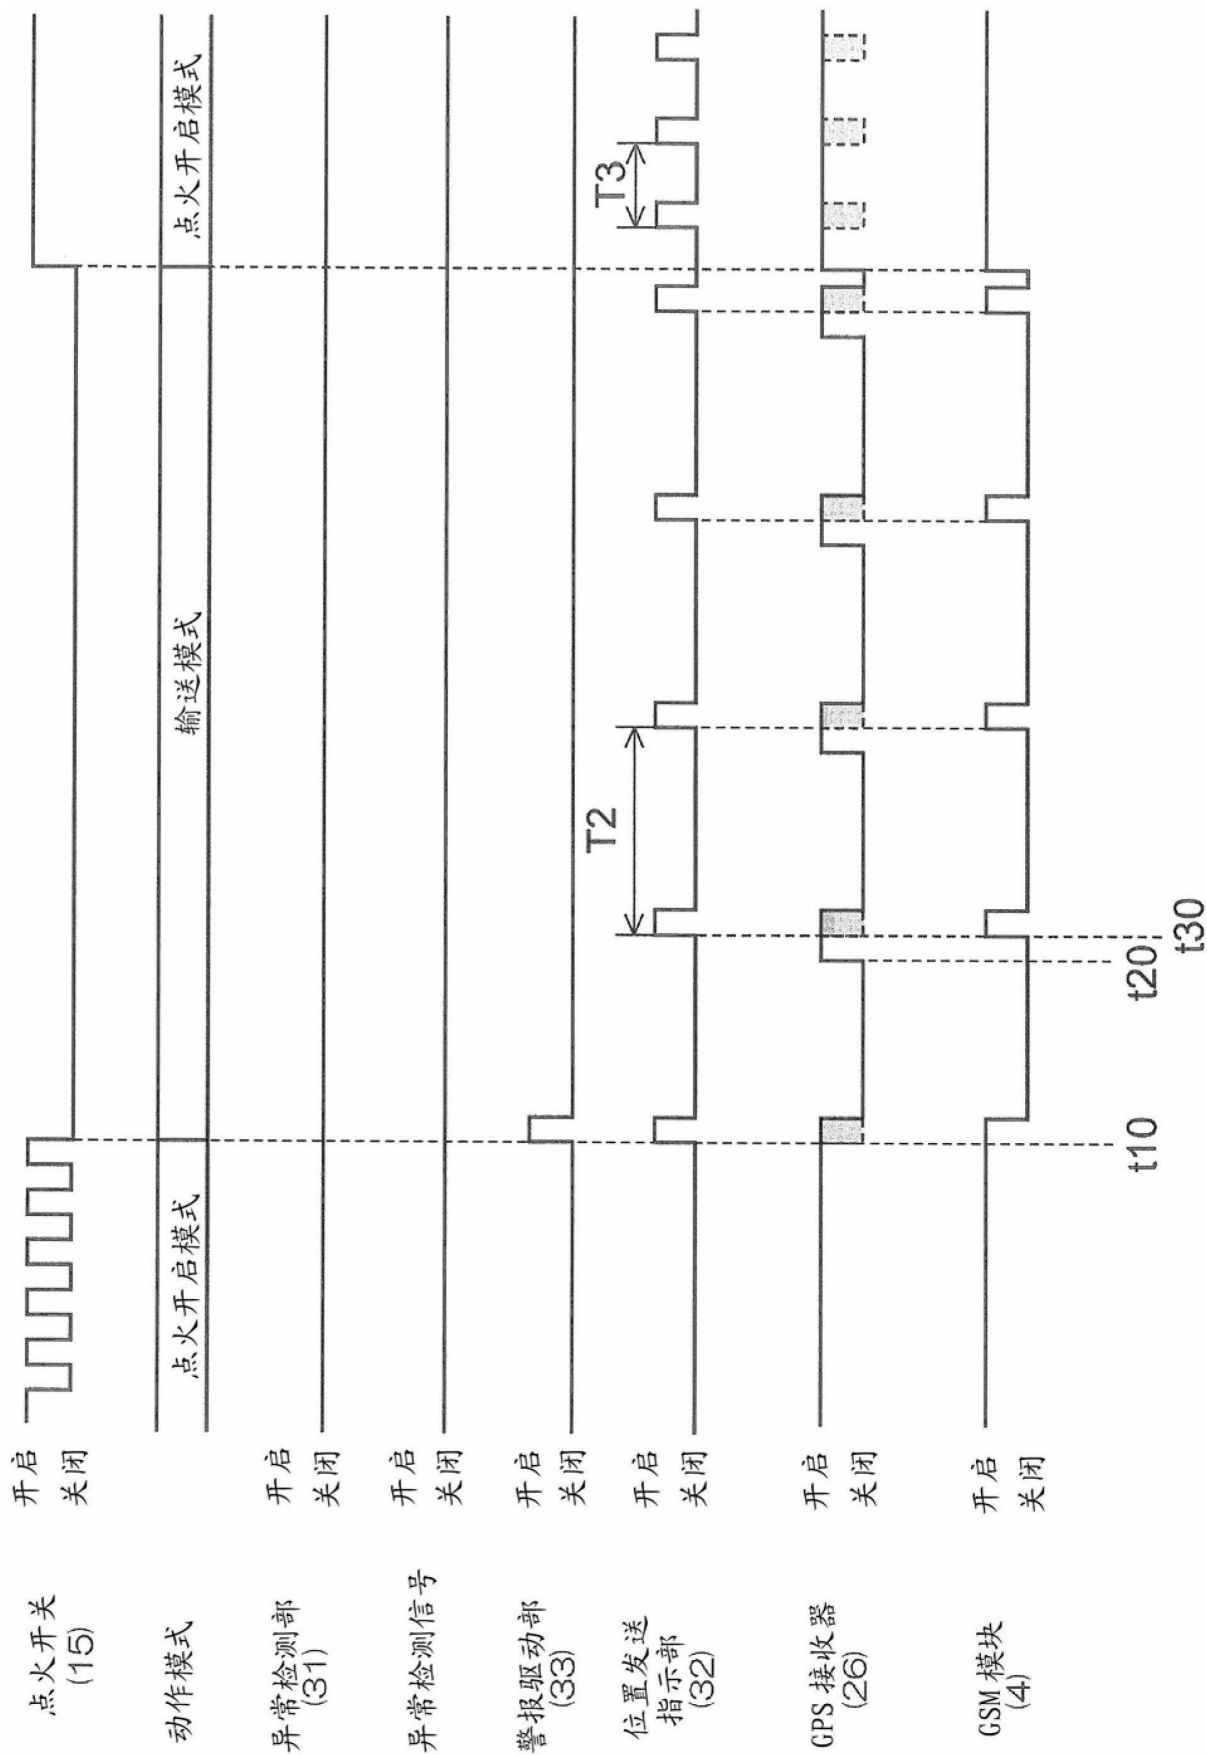 点火开关
(15)
开启
关闭
动作模式
点火开启模式
输送模式
点火开启模式
异常检测部
(31)
开启
关闭
异常检测信号
开启
关闭
警报驱动部
(33)
开启
关闭
位置发送
指示部
(32)
开启
关闭
T2
T3
GPS 接收器
(26)
开启
关闭
GSM 模块
(4)
开启
关闭
t10
t20
t30